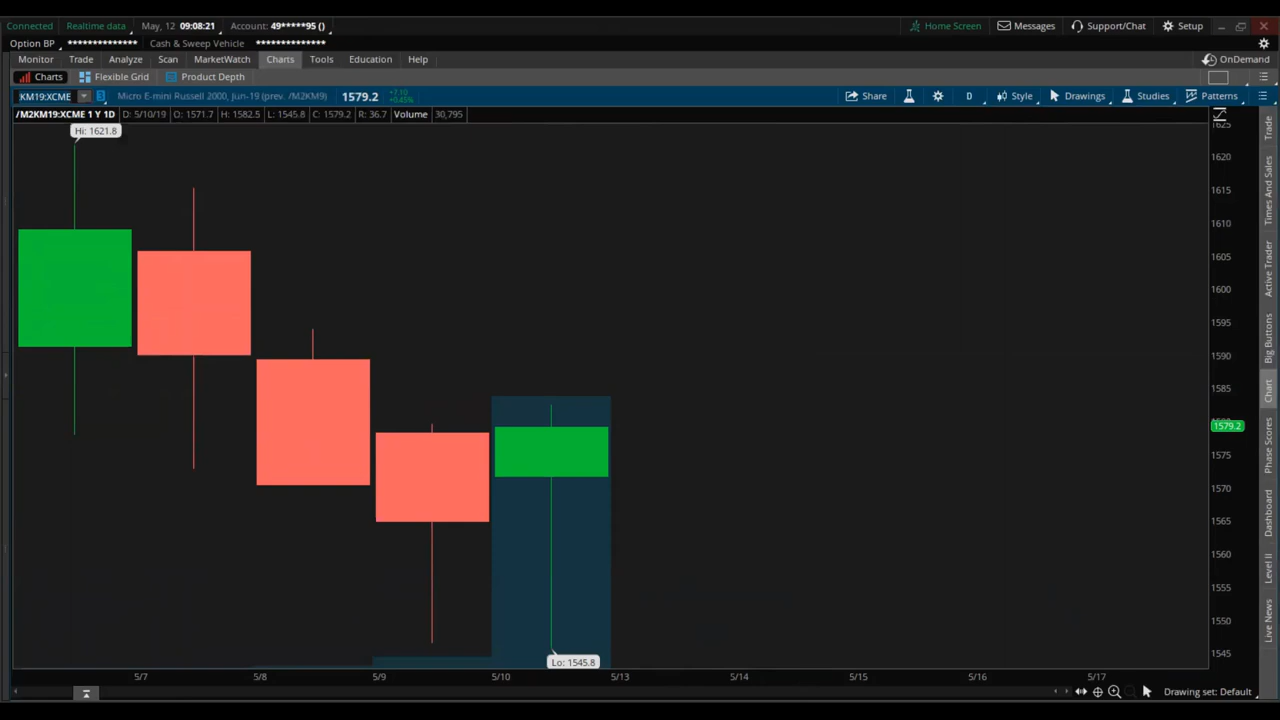 Connected Realtime data May, 12 09:08:21 Account: 49*****95 () Home Screen Messages Support/Chat Setup
Option BP ************** Cash & Sweep Vehicle **************
Monitor Trade Analyze Scan MarketWatch Charts Tools Education Help OnDemand
Charts Flexible Grid Product Depth
KM19:XCME 3 Micro E-mini Russell 2000, Jun-19 (prev. /M2KM9) 1579.2 +7.10 +0.45% Share D Style Drawings Studies Patterns
/M2KM19:XCME 1 Y 1D D: 5/10/19 O: 1571.7 H: 1582.5 L: 1545.8 C: 1579.2 R: 36.7 Volume 30,795
Hi: 1621.8
1625
1620
1615
1610
1605
1600
1595
1590
1585
1579.2
1575
1570
1565
1560
1555
1550
1545
Lo: 1545.8
5/7 5/8 5/9 5/10 5/13 5/14 5/15 5/16 5/17
Drawing set: Default
Trade
Times And Sales
Active Trader
Big Buttons
Chart
Phase Scores
Dashboard
Level II
Live News